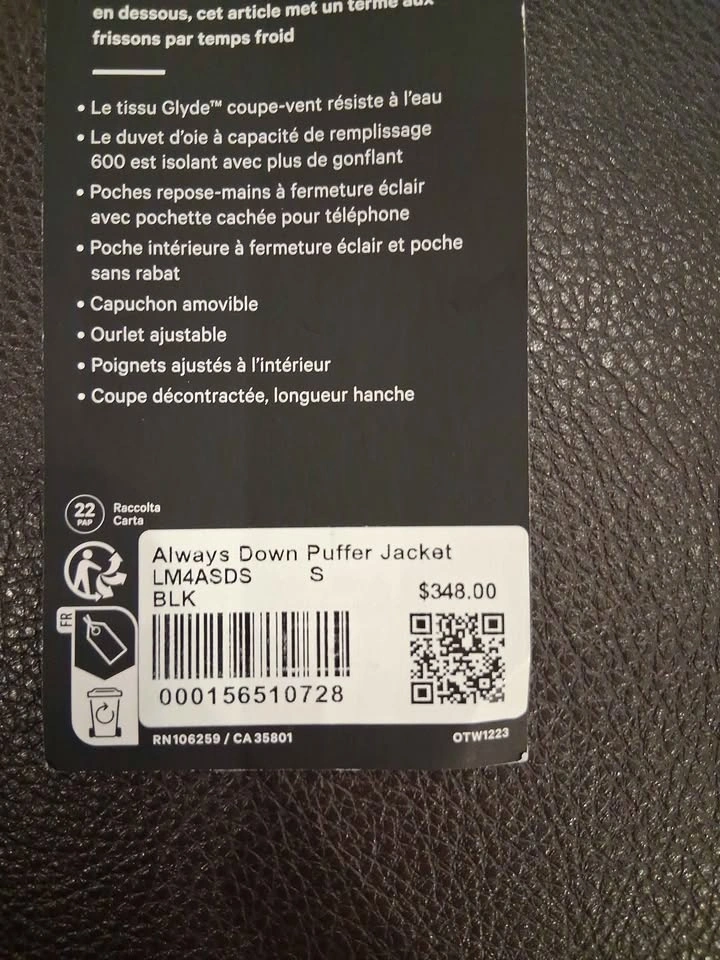 en dessous, cet article met un terme aux
frissons par temps froid
• Le tissu Glyde™ coupe-vent résiste à l'eau
• Le duvet d'oie à capacité de remplissage
600 est isolant avec plus de gonflant
• Poches repose-mains à fermeture éclair
avec pochette cachée pour téléphone
• Poche intérieure à fermeture éclair et poche
sans rabat
• Capuchon amovible
• Ourlet ajustable
• Poignets ajustés à l'intérieur
• Coupe décontractée, longueur hanche
22
PAP
Raccolta
Carta
FR
Always Down Puffer Jacket
LM4ASDS S
BLK
$348.00
000156510728
RN106259 / CA35801
OTW1223